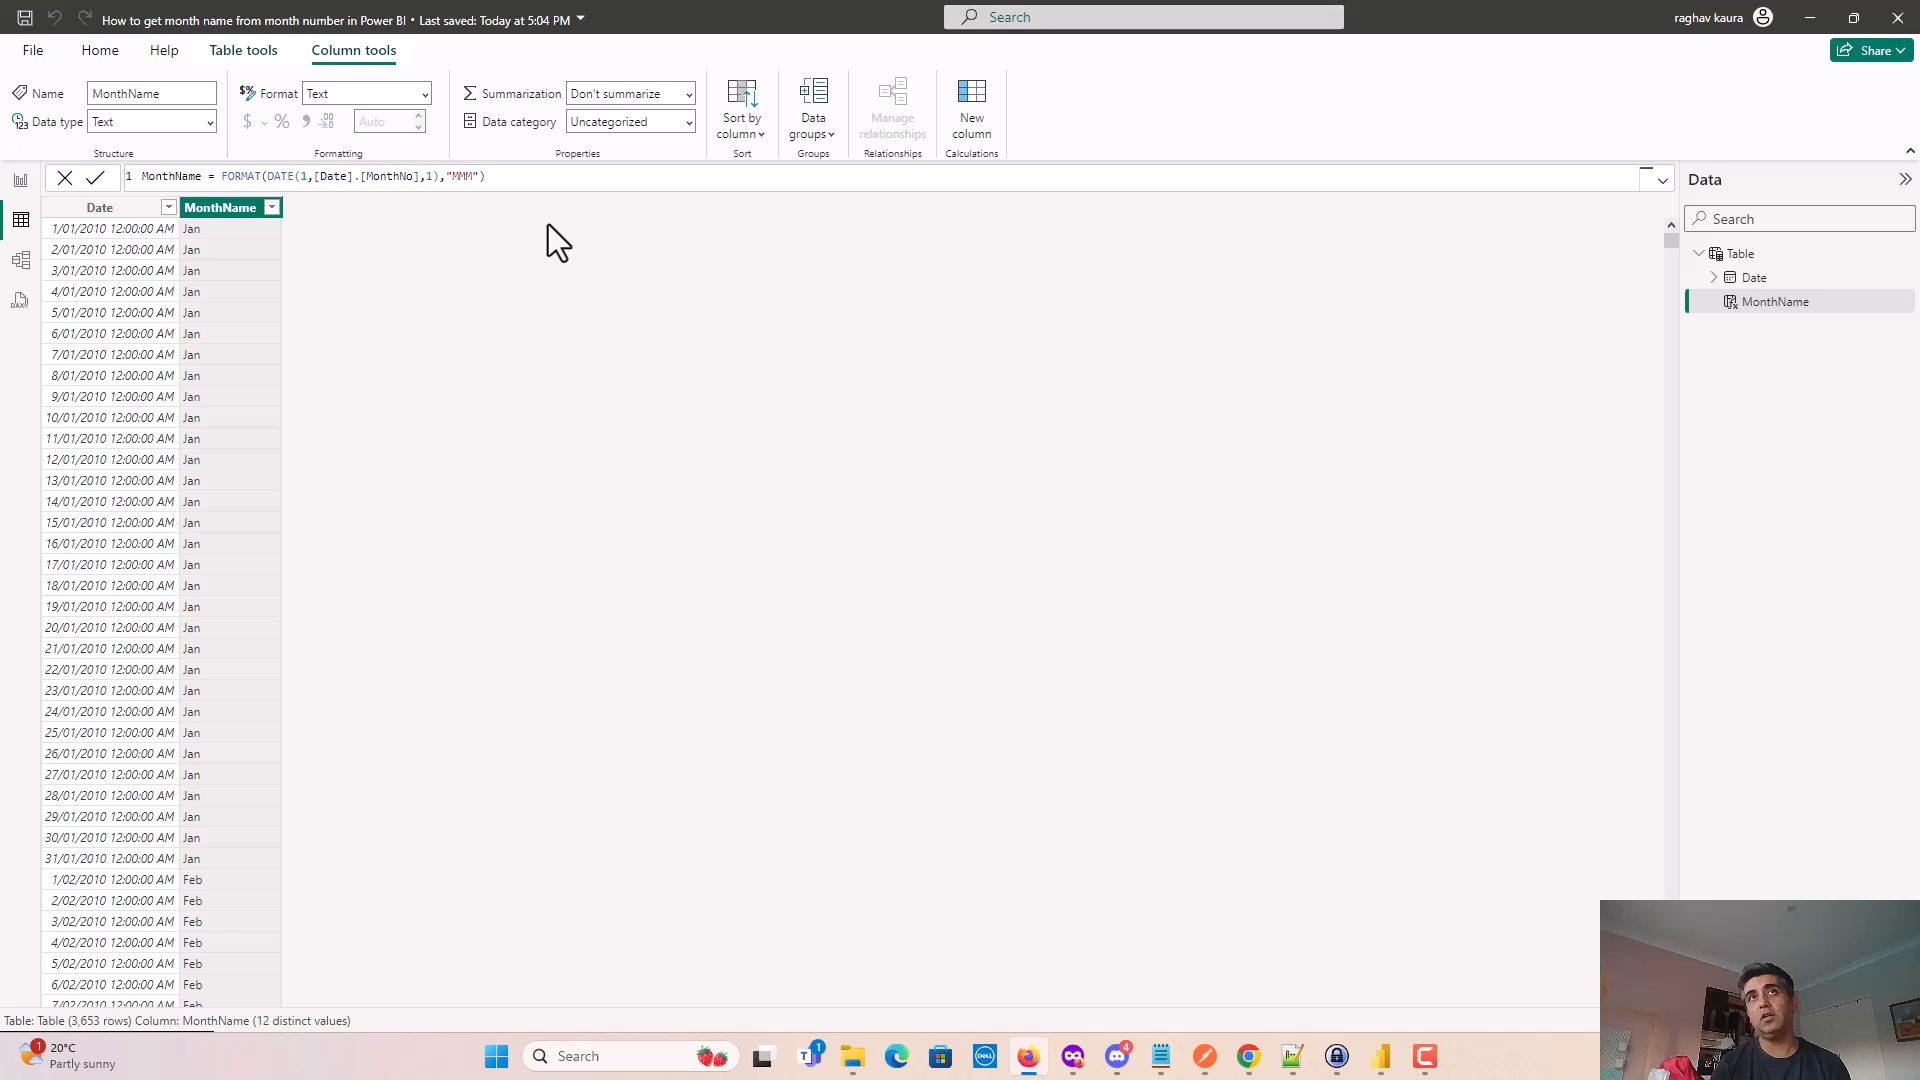 How to get month name from month number in Power BI • Last saved: Today at 5:04 PM
Search
raghav kaura
File
Home
Help
Table tools
Column tools
Share
Name
MonthName
Format
Text
Summarization
Don't summarize
Data type
Text
$
%
Auto
Data category
Uncategorized
Sort by column
Data groups
Manage relationships
New column
Structure
Formatting
Properties
Sort
Groups
Relationships
Calculations
1 MonthName = FORMAT(DATE(1,[Date].[MonthNo],1),"MMM")
Data
Search
Table
Date
MonthName
Date MonthName
1/01/2010 12:00:00 AM Jan
2/01/2010 12:00:00 AM Jan
3/01/2010 12:00:00 AM Jan
4/01/2010 12:00:00 AM Jan
5/01/2010 12:00:00 AM Jan
6/01/2010 12:00:00 AM Jan
7/01/2010 12:00:00 AM Jan
8/01/2010 12:00:00 AM Jan
9/01/2010 12:00:00 AM Jan
10/01/2010 12:00:00 AM Jan
11/01/2010 12:00:00 AM Jan
12/01/2010 12:00:00 AM Jan
13/01/2010 12:00:00 AM Jan
14/01/2010 12:00:00 AM Jan
15/01/2010 12:00:00 AM Jan
16/01/2010 12:00:00 AM Jan
17/01/2010 12:00:00 AM Jan
18/01/2010 12:00:00 AM Jan
19/01/2010 12:00:00 AM Jan
20/01/2010 12:00:00 AM Jan
21/01/2010 12:00:00 AM Jan
22/01/2010 12:00:00 AM Jan
23/01/2010 12:00:00 AM Jan
24/01/2010 12:00:00 AM Jan
25/01/2010 12:00:00 AM Jan
26/01/2010 12:00:00 AM Jan
27/01/2010 12:00:00 AM Jan
28/01/2010 12:00:00 AM Jan
29/01/2010 12:00:00 AM Jan
30/01/2010 12:00:00 AM Jan
31/01/2010 12:00:00 AM Jan
1/02/2010 12:00:00 AM Feb
2/02/2010 12:00:00 AM Feb
3/02/2010 12:00:00 AM Feb
4/02/2010 12:00:00 AM Feb
5/02/2010 12:00:00 AM Feb
6/02/2010 12:00:00 AM Feb
7/02/2010 12:00:00 AM Feb
Table: Table (3,653 rows) Column: MonthName (12 distinct values)
1
20°C
Partly sunny
Search
1
DELL
4